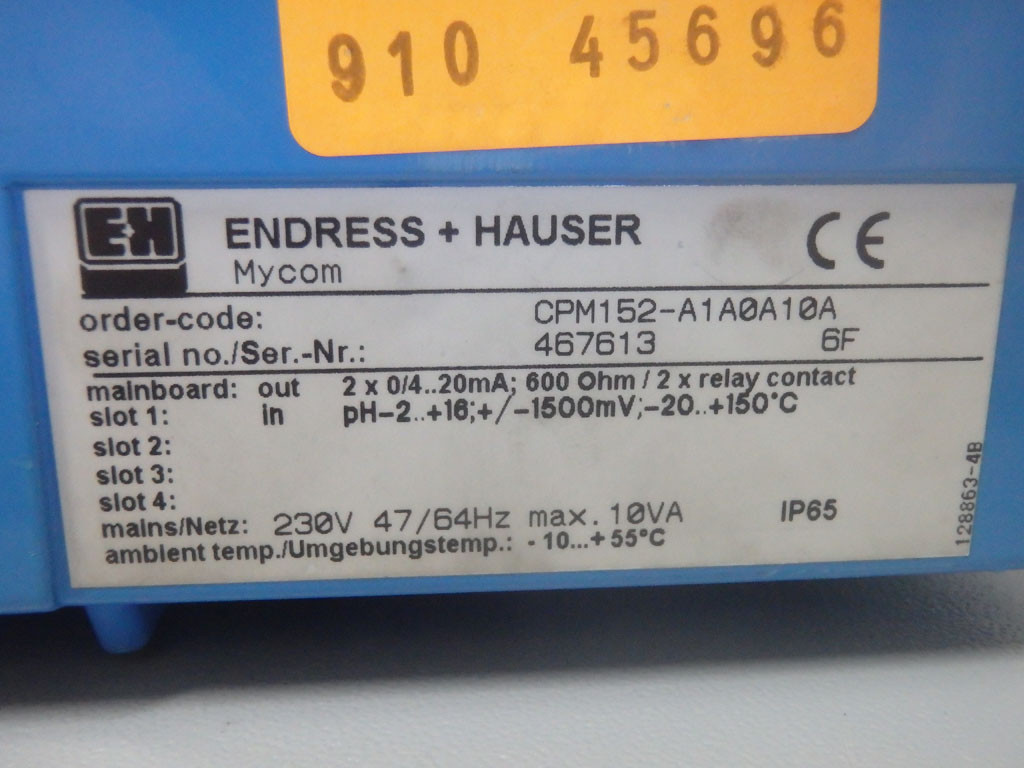 910 45696
E+H
ENDRESS + HAUSER
Mycom
CE
order-code: CPM152-A1A0A10A
serial no./Ser.-Nr.: 467613 6F
mainboard: out 2 x 0/4..20mA; 600 Ohm / 2 x relay contact
slot 1: in pH-2..+16;+/-1500mV;-20..+150°C
slot 2:
slot 3:
slot 4:
mains/Netz: 230V 47/64Hz max.10VA IP65
ambient temp./Umgebungstemp.: -10...+55°C
128863-4B